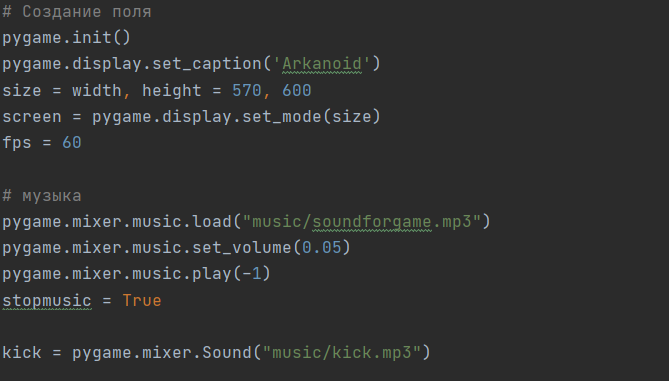 # Создание поля
pygame.init()
pygame.display.set_caption('Arkanoid')
size = width, height = 570, 600
screen = pygame.display.set_mode(size)
fps = 60
# музыка
pygame.mixer.music.load("music/soundforgame.mp3")
pygame.mixer.music.set_volume(0.05)
pygame.mixer.music.play(-1)
stopmusic = True
kick = pygame.mixer.Sound("music/kick.mp3")